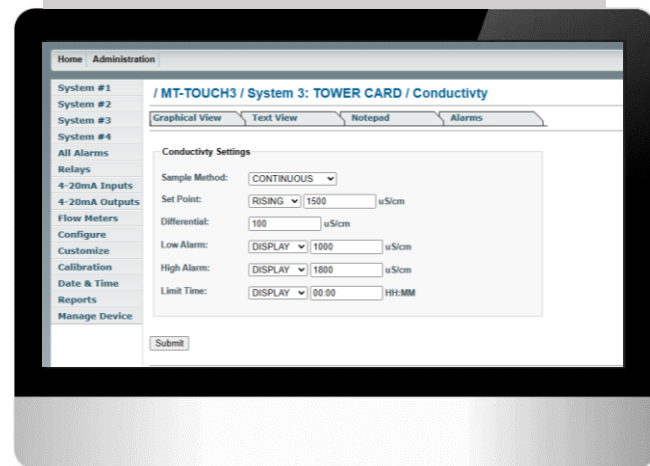 Home Administration
System #1
System #2
System #3
System #4
All Alarms
Relays
4-20mA Inputs
4-20mA Outputs
Flow Meters
Configure
Customize
Calibration
Date & Time
Reports
Manage Device
/ MT-TOUCH3 / System 3: TOWER CARD / Conductivty
Graphical View Text View Notepad Alarms
Conductivty Settings
Sample Method: CONTINUOUS
Set Point: RISING 1500 uS/cm
Differential: 100 uS/cm
Low Alarm: DISPLAY 1000 uS/cm
High Alarm: DISPLAY 1800 uS/cm
Limit Time: DISPLAY 00:00 HH:MM
Submit